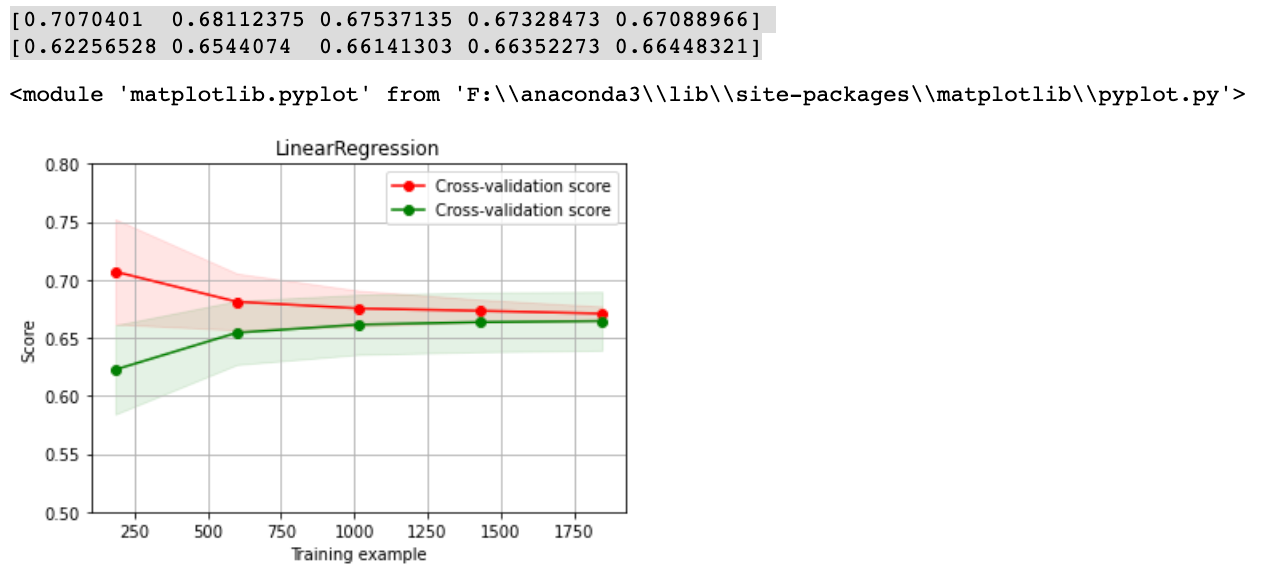 [0.7070401  0.68112375 0.67537135 0.67328473 0.67088966]
[0.62256528 0.6544074  0.66141303 0.66352273 0.66448321]
<module 'matplotlib.pyplot' from 'F:\\anaconda3\\lib\\site-packages\\matplotlib\\pyplot.py'>
LinearRegression
Cross-validation score
Cross-validation score
0.80
0.75
0.70
0.65
0.60
0.55
0.50
Score
250 500 750 1000 1250 1500 1750
Training example